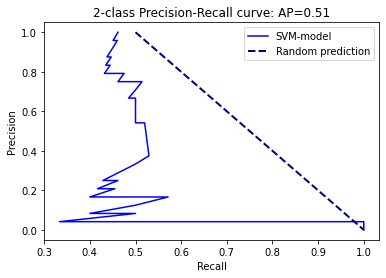 2-class Precision-Recall curve: AP=0.51
SVM-model
Random prediction
Precision
1.0
0.8
0.6
0.4
0.2
0.0
0.3 0.4 0.5 0.6 0.7 0.8 0.9 1.0
Recall